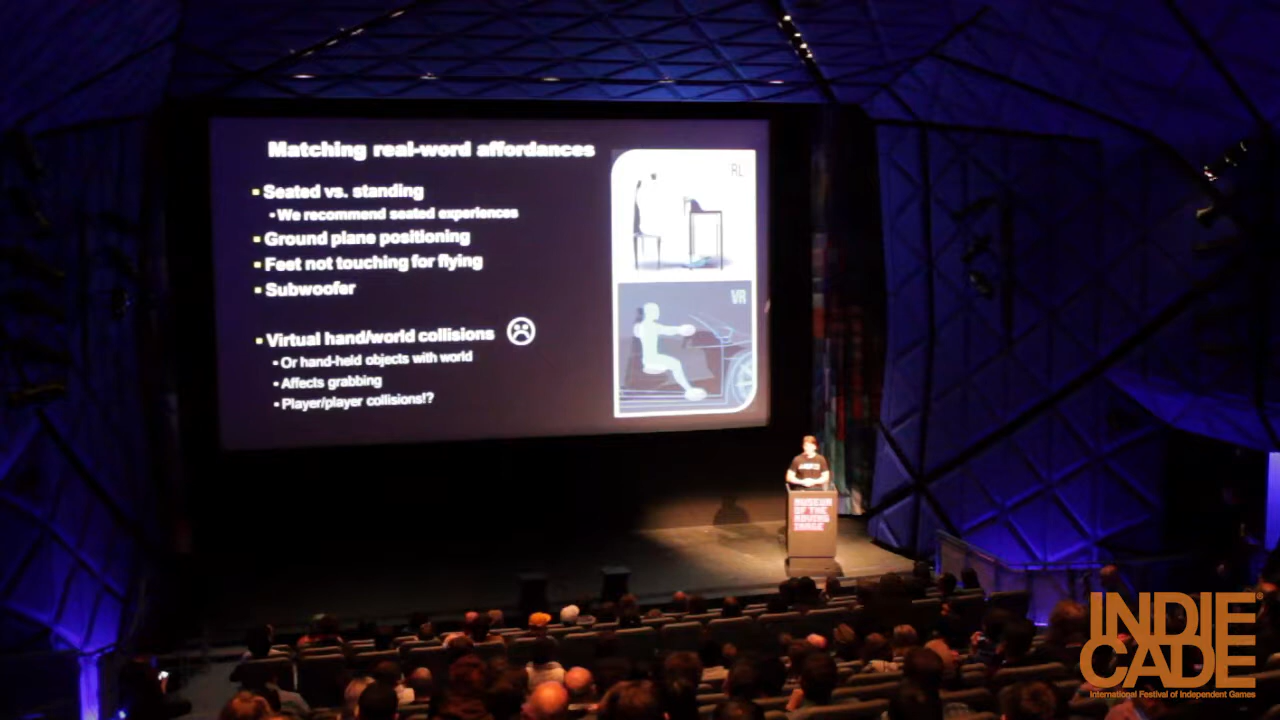 Matching real-word affordances
Seated vs. standing
We recommend seated experiences
Ground plane positioning
Feet not touching for flying
Subwoofer
Virtual hand/world collisions
Or hand-held objects with world
Affects grabbing
Player/player collisions!?
RL
VR
MUSEUM
OF THE
MOVING
IMAGE
INDIE
CADE
International Festival of Independent Games